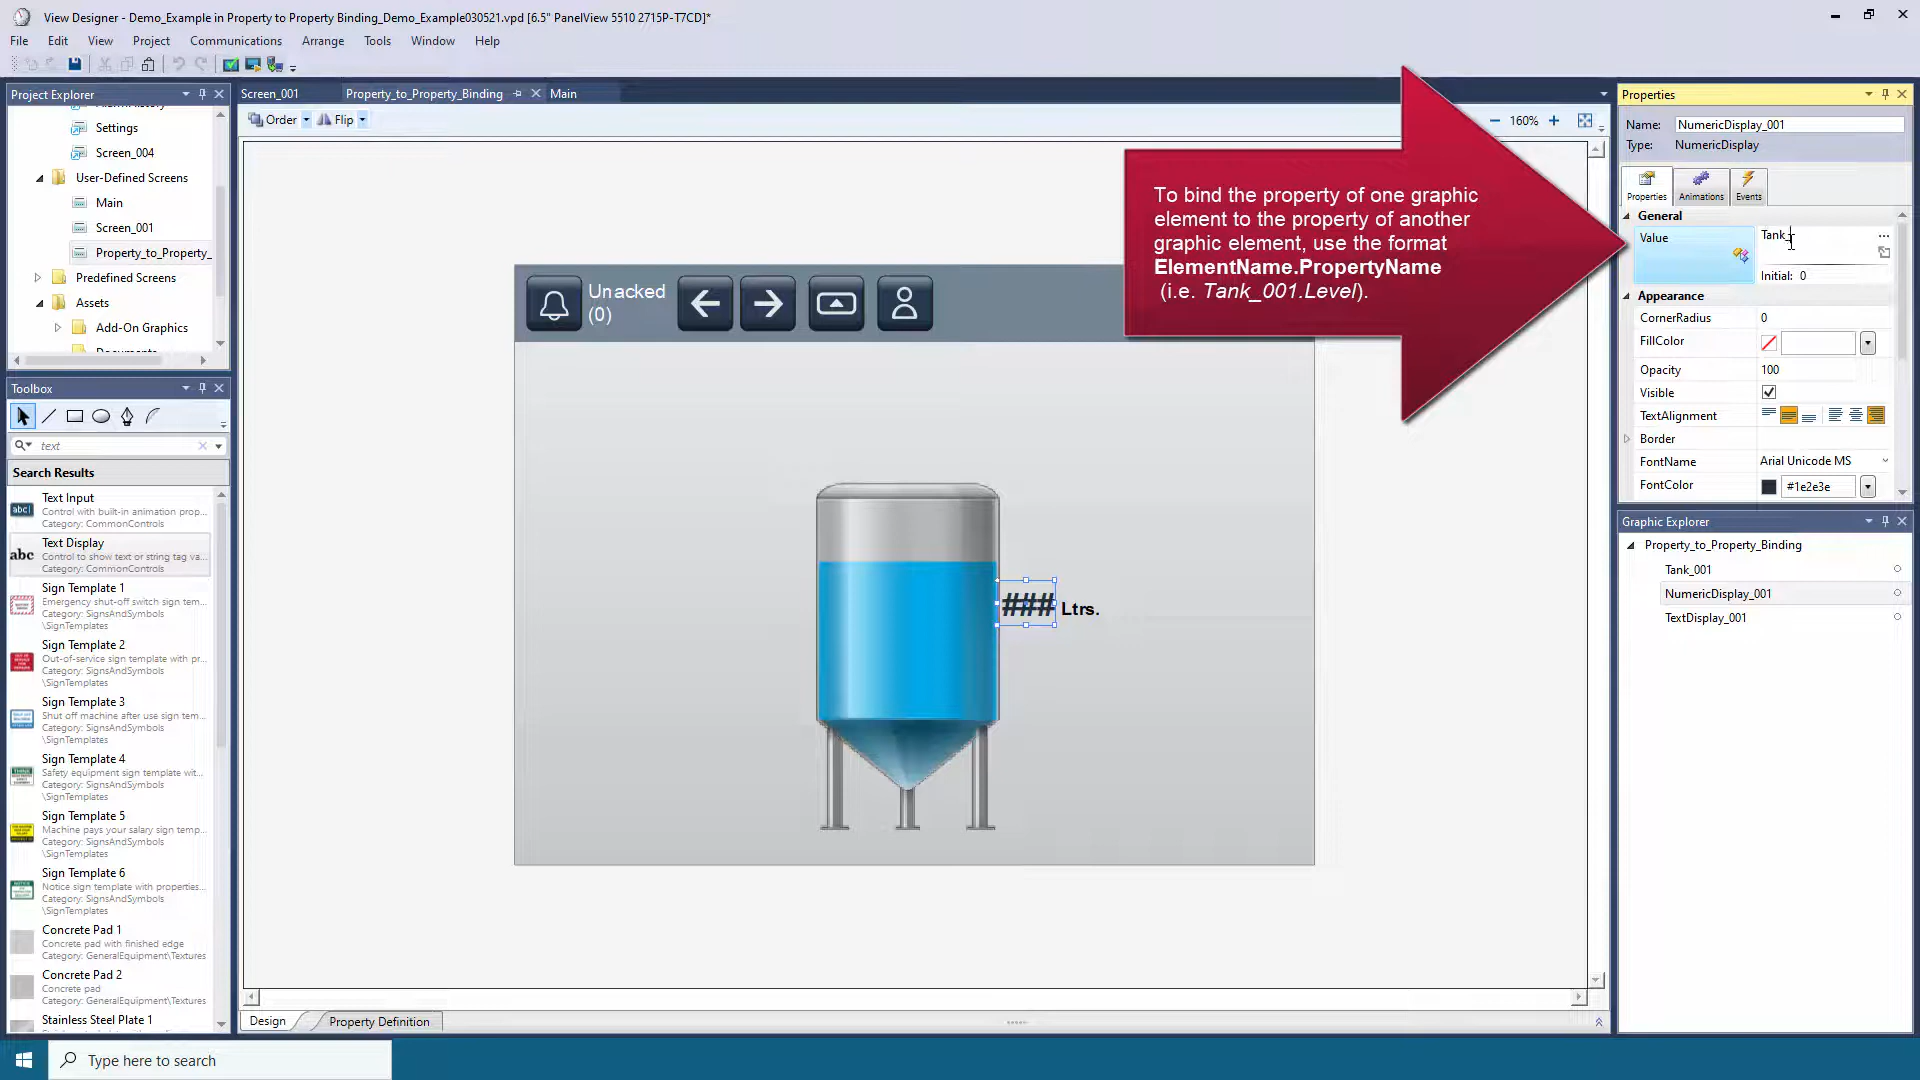 View Designer - Demo_Example in Property to Property Binding_Demo_Example030521.vpd [6.5" PanelView 5510 2715P-T7CD]*
File Edit View Project Communications Arrange Tools Window Help
Project Explorer
Settings
Screen_004
User-Defined Screens
Main
Screen_001
Property_to_Property_
Predefined Screens
Assets
Add-On Graphics
Toolbox
text
Search Results
Text Input
Control with built-in animation prop...
Category: CommonControls
abc Text Display
Control to show text or string tag va...
Category: CommonControls
Sign Template 1
Emergency shut-off switch sign tem...
Category: SignsAndSymbols
\SignTemplates
Sign Template 2
Out-of-service sign template with pr...
Category: SignsAndSymbols
\SignTemplates
Sign Template 3
Shut off machine after use sign tem...
Category: SignsAndSymbols
\SignTemplates
Sign Template 4
Safety equipment sign template wit...
Category: SignsAndSymbols
\SignTemplates
Sign Template 5
Machine pays your salary sign temp...
Category: SignsAndSymbols
\SignTemplates
Sign Template 6
Notice sign template with properties...
Category: SignsAndSymbols
\SignTemplates
Concrete Pad 1
Concrete pad with finished edge
Category: GeneralEquipment\Textures
Concrete Pad 2
Concrete pad
Category: GeneralEquipment\Textures
Stainless Steel Plate 1
Screen_001 Property_to_Property_Binding Main
Order Flip 160%
Unacked
(0)
### Ltrs.
To bind the property of one graphic
element to the property of another
graphic element, use the format
ElementName.PropertyName
(i.e. Tank_001.Level).
Design Property Definition
Properties
Name: NumericDisplay_001
Type: NumericDisplay
Properties Animations Events
General
Value Tank_
Initial: 0
Appearance
CornerRadius 0
FillColor
Opacity 100
Visible
TextAlignment
Border
FontName Arial Unicode MS
FontColor #1e2e3e
Graphic Explorer
Property_to_Property_Binding
Tank_001
NumericDisplay_001
TextDisplay_001
Type here to search